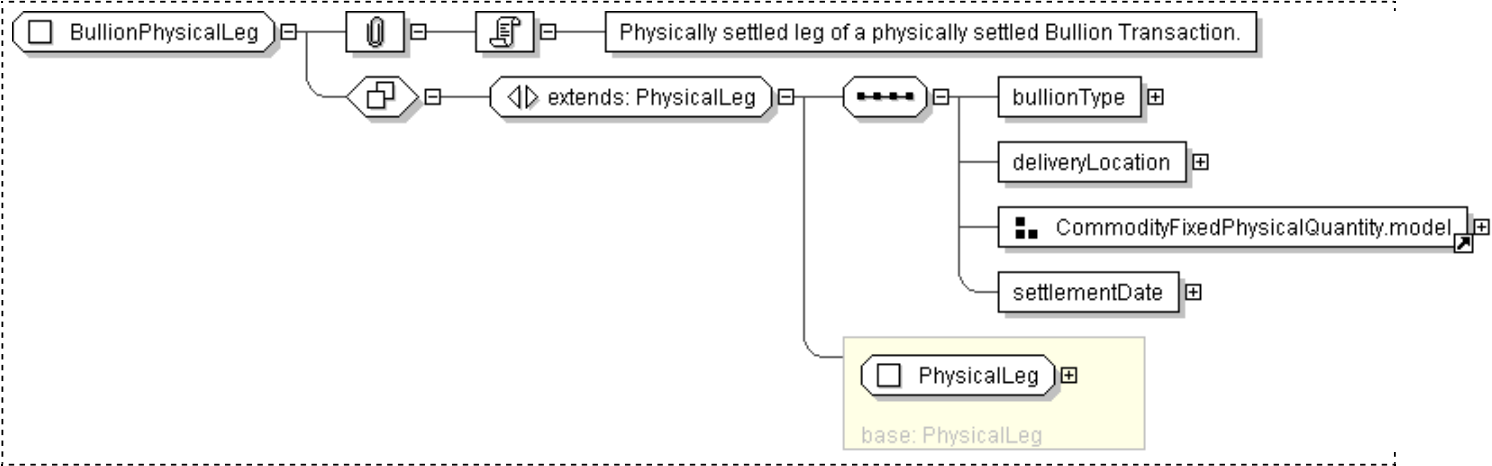 BullionPhysicalLeg
Physically settled leg of a physically settled Bullion Transaction.
extends: PhysicalLeg
bullionType
deliveryLocation
CommodityFixedPhysicalQuantity.model
settlementDate
PhysicalLeg
base: PhysicalLeg